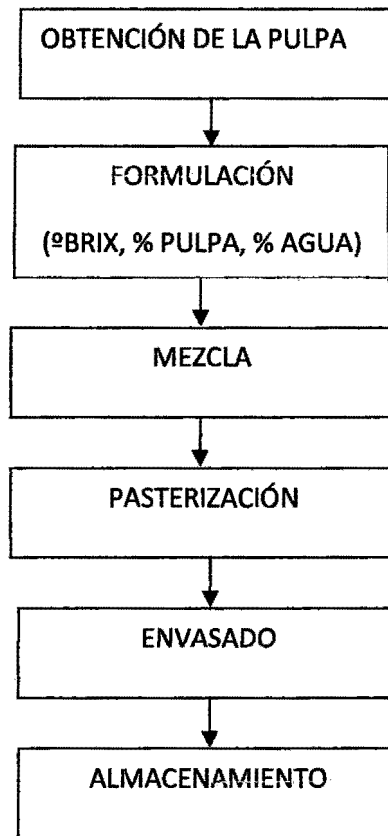 OBTENCIÓN DE LA PULPA
FORMULACIÓN
(ºBRIX, % PULPA, % AGUA)
MEZCLA
PASTERIZACIÓN
ENVASADO
ALMACENAMIENTO